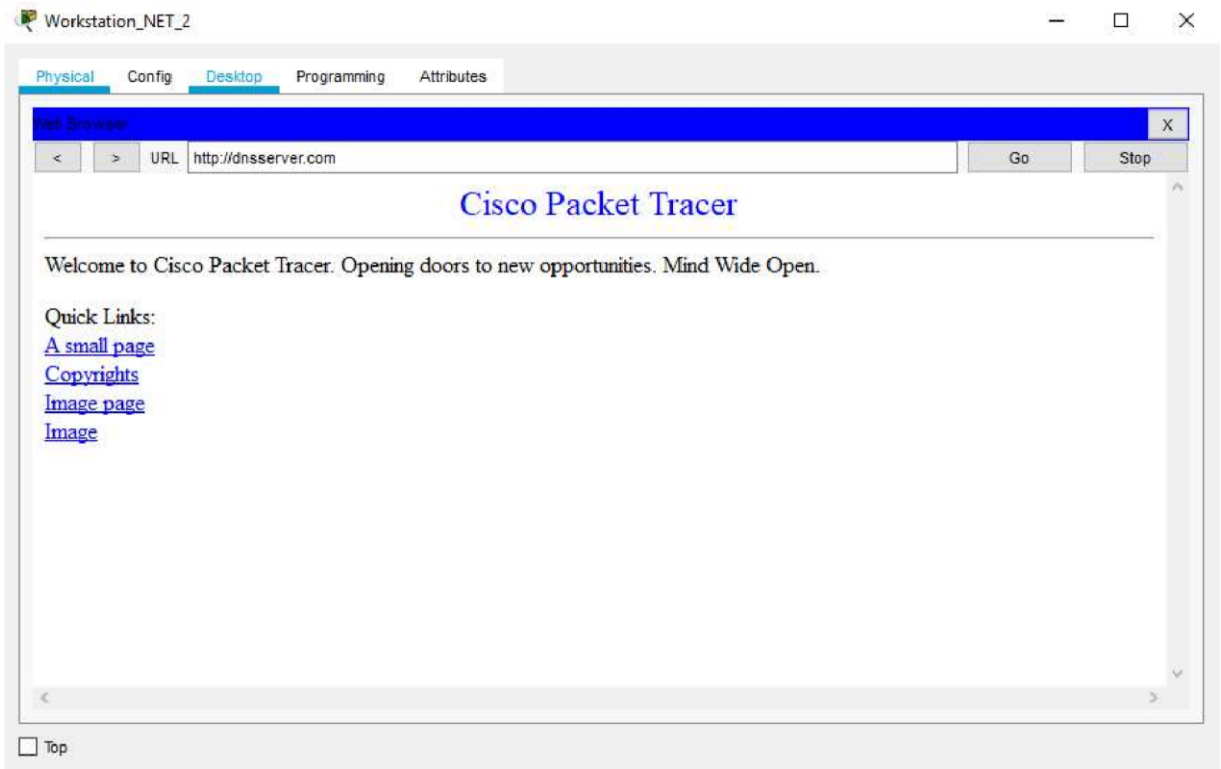 Workstation_NET_2
Physical Config Desktop Programming Attributes
Web Browser X
< > URL http://dnsserver.com Go Stop
Cisco Packet Tracer
Welcome to Cisco Packet Tracer. Opening doors to new opportunities. Mind Wide Open.
Quick Links:
A small page
Copyrights
Image page
Image
Top